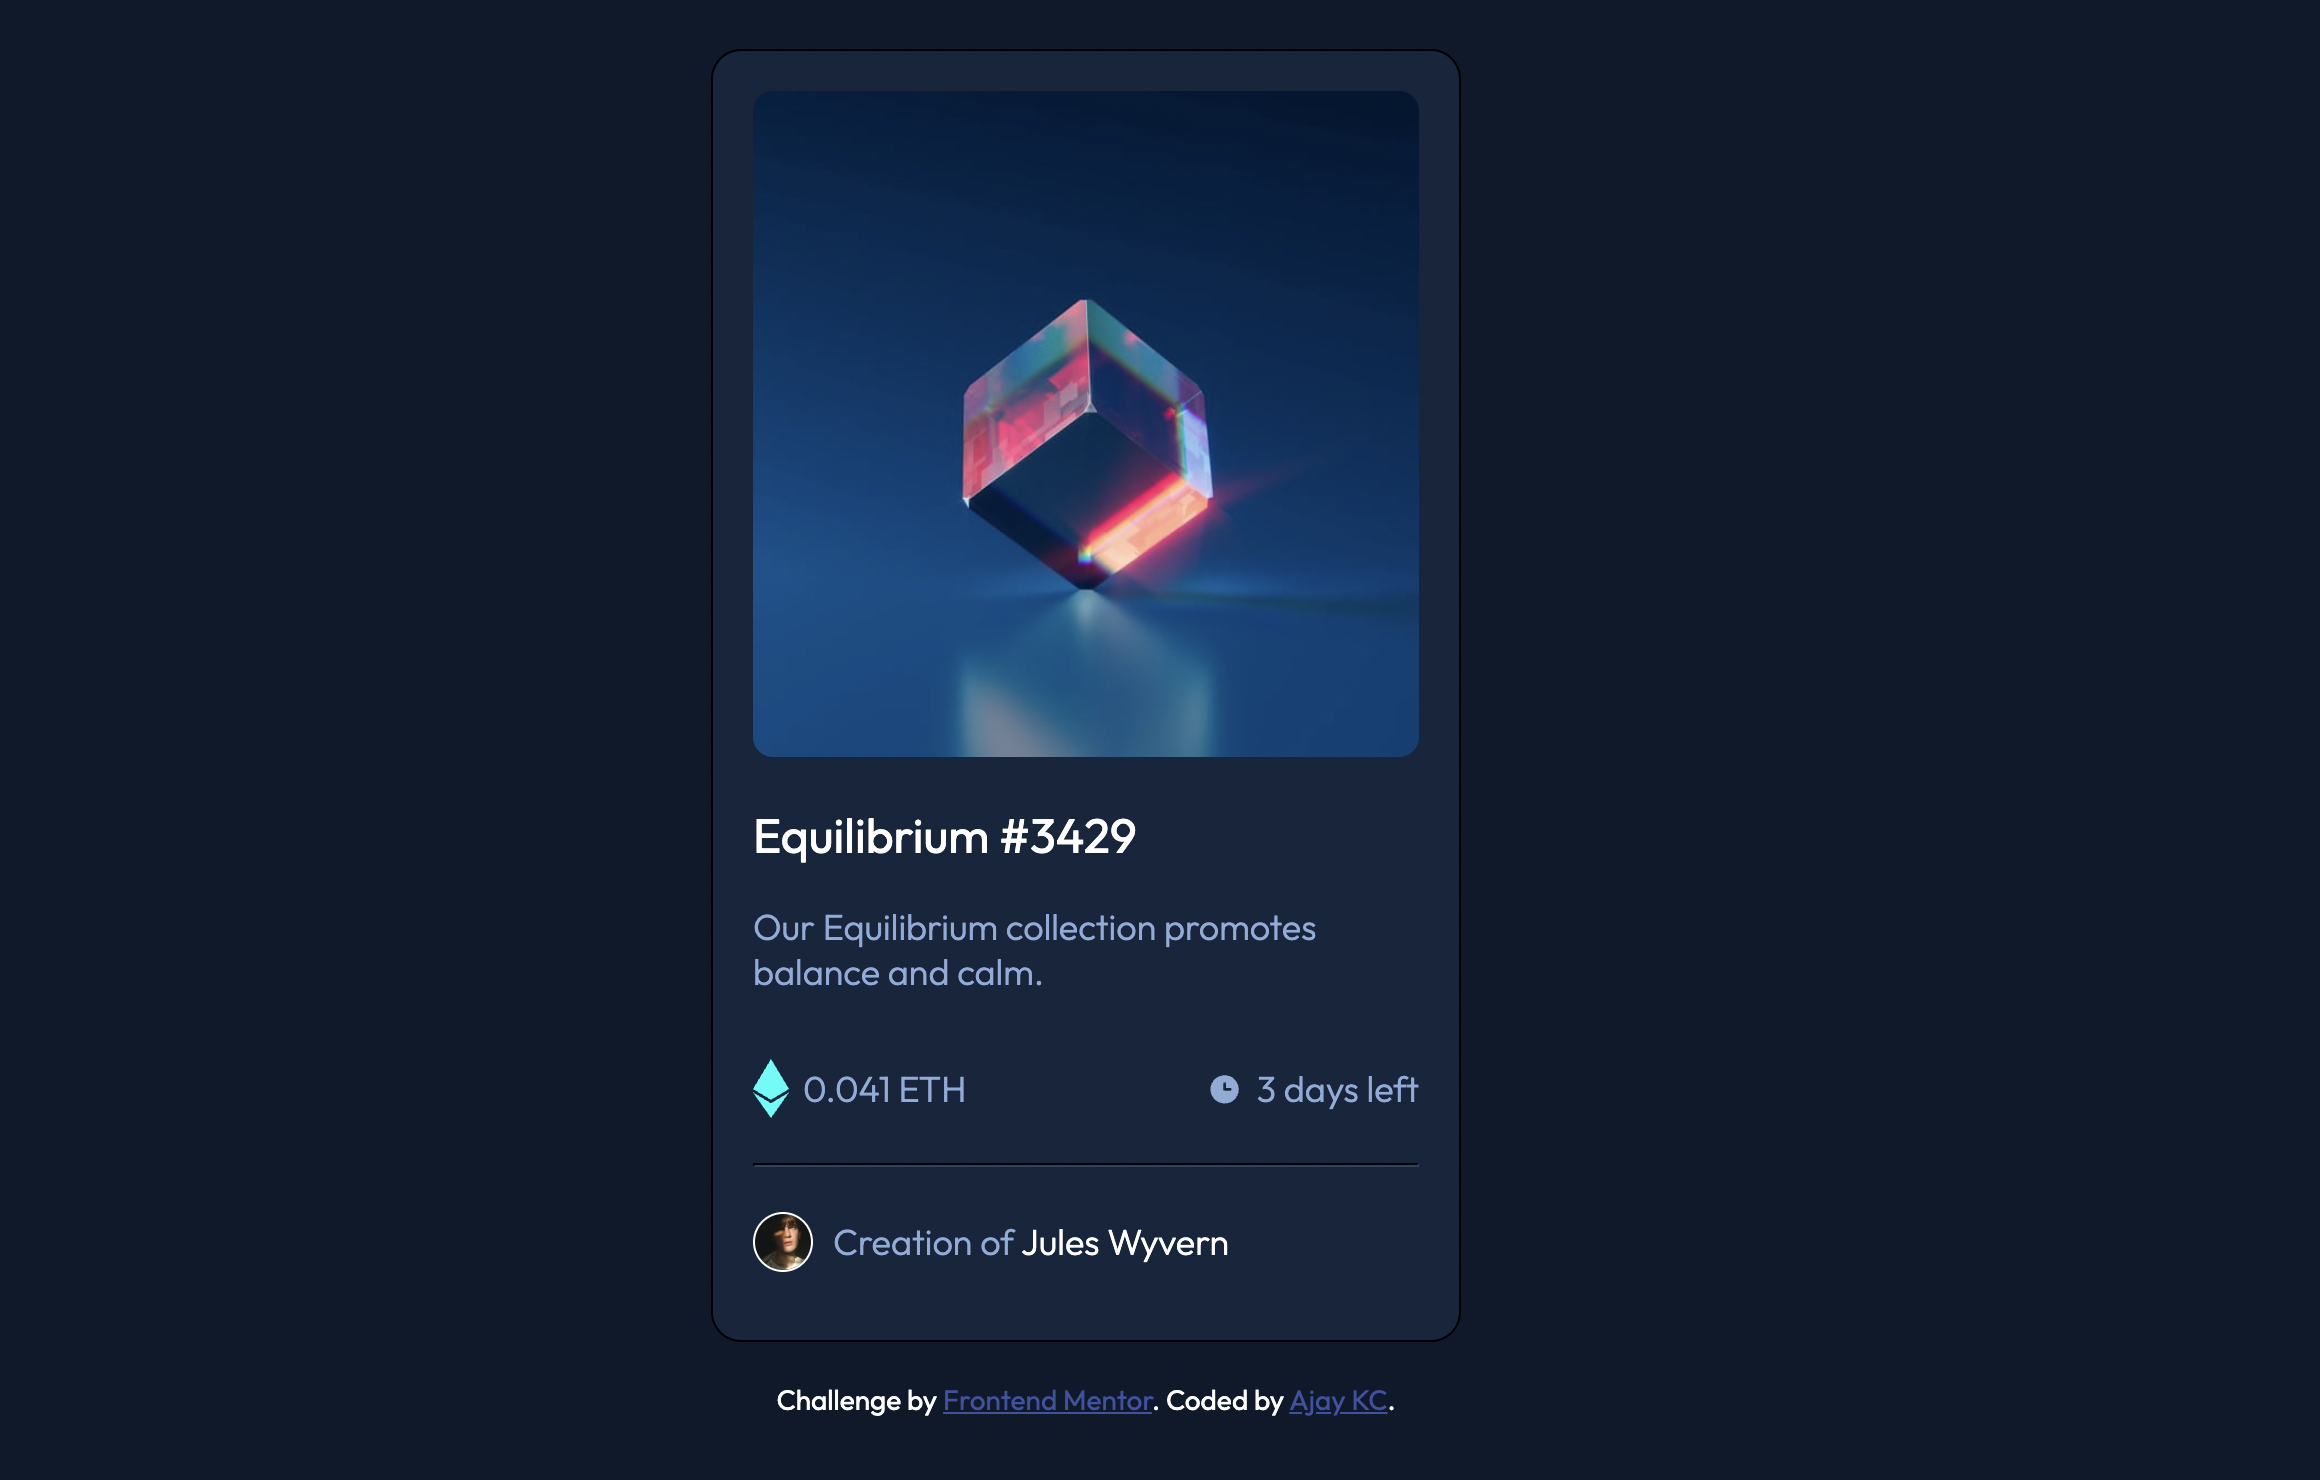 Equilibrium #3429
Our Equilibrium collection promotes
balance and calm.
0.041 ETH
3 days left
Creation of Jules Wyvern
Challenge by Frontend Mentor. Coded by Ajay KC.